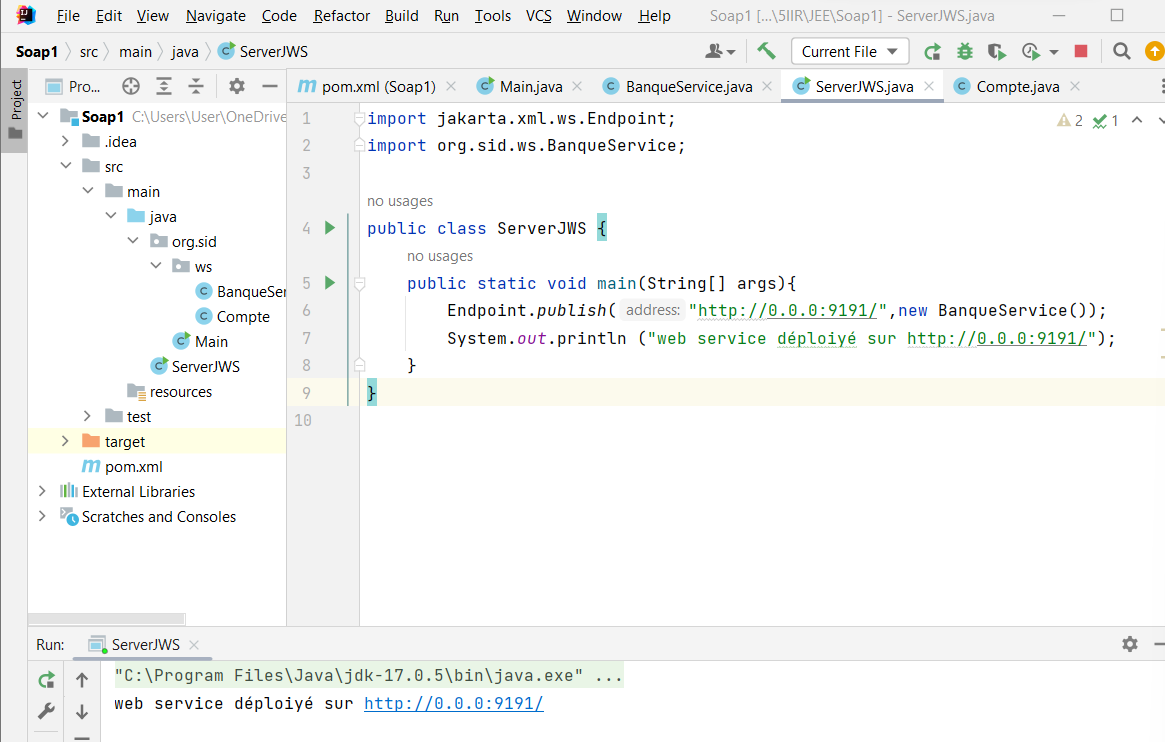 File Edit View Navigate Code Refactor Build Run Tools VCS Window Help Soap1 [...\5IIR\JEE\Soap1] - ServerJWS.java
Soap1 src main java ServerJWS Current File
Project
Pro... pom.xml (Soap1) Main.java BanqueService.java ServerJWS.java Compte.java
Soap1 C:\Users\User\OneDrive
.idea
src
main
java
org.sid
ws
BanqueSer
Compte
Main
ServerJWS
resources
test
target
pom.xml
External Libraries
Scratches and Consoles
1 import jakarta.xml.ws.Endpoint; 2 1
2 import org.sid.ws.BanqueService;
3
no usages
4 public class ServerJWS {
no usages
5 public static void main(String[] args){
6 Endpoint.publish( address: "http://0.0.0:9191/",new BanqueService());
7 System.out.println ("web service déploiyé sur http://0.0.0:9191/");
8 }
9 }
10
Run: ServerJWS
"C:\Program Files\Java\jdk-17.0.5\bin\java.exe" ...
web service déploiyé sur http://0.0.0:9191/